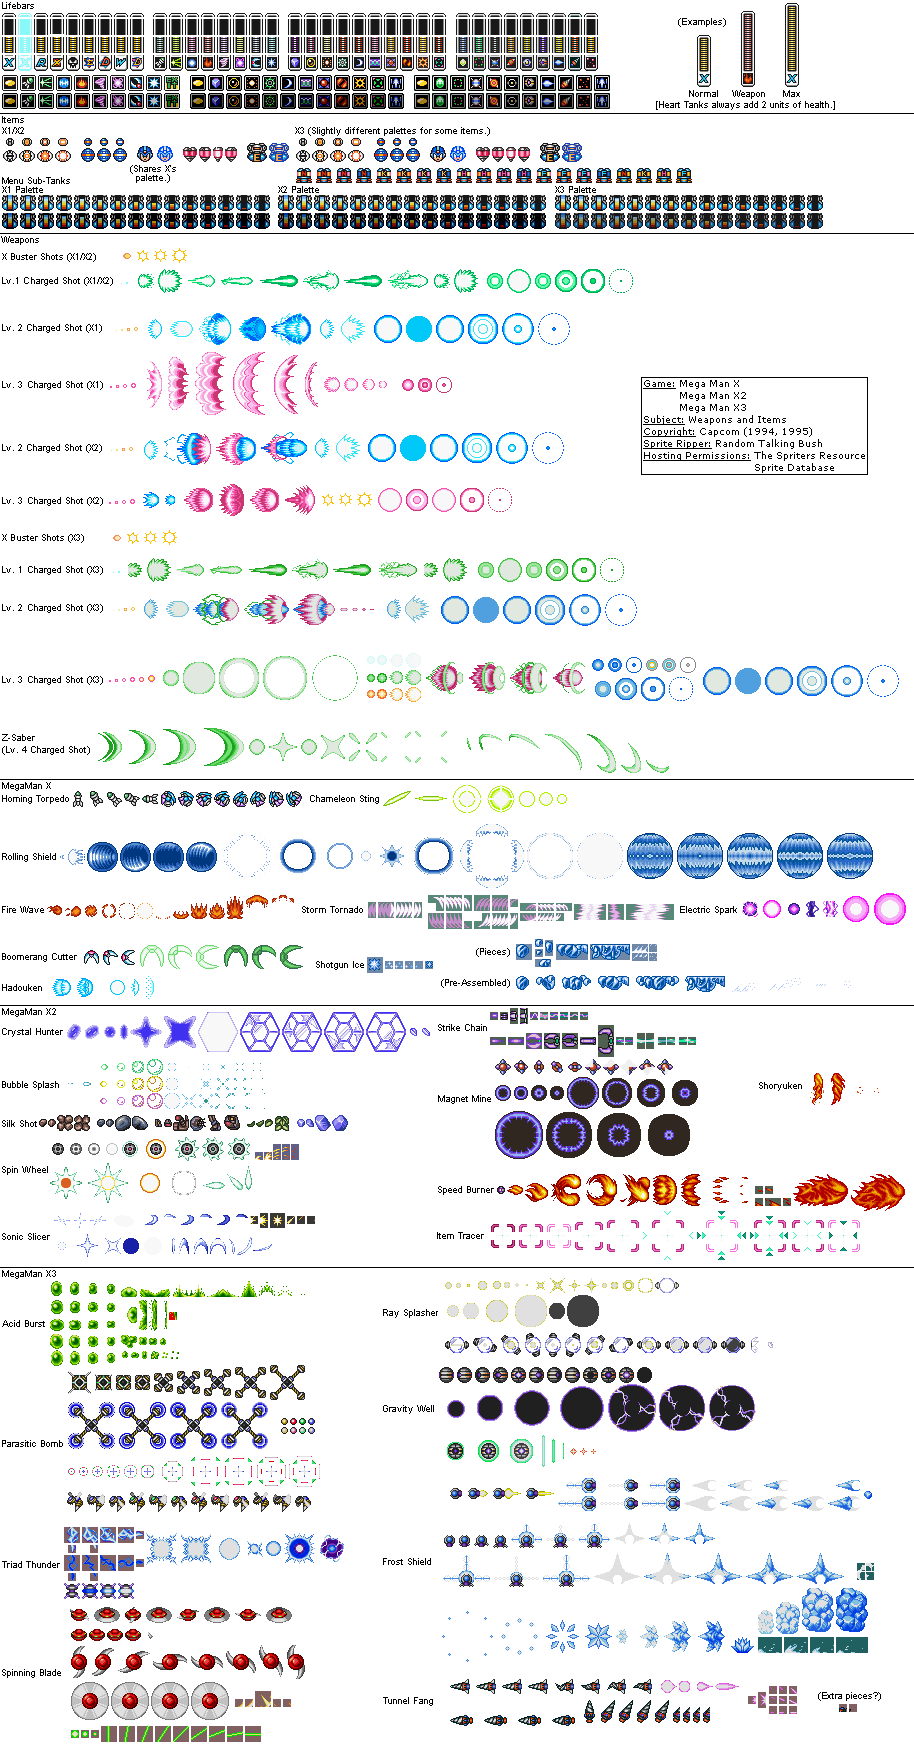 Lifebars
(Examples)
Normal Weapon Max
[Heart Tanks always add 2 units of health.]
Items
X1/X2
X3 (Slightly different palettes for some items.)
(Shares X's
palette.)
Menu Sub-Tanks
X1 Palette
X2 Palette
X3 Palette
Weapons
X Buster Shots (X1/X2)
Lv.1 Charged Shot (X1/X2)
Lv. 2 Charged Shot (X1)
Lv. 3 Charged Shot (X1)
Game: Mega Man X
Mega Man X2
Mega Man X3
Subject: Weapons and Items
Copyright: Capcom (1994, 1995)
Sprite Ripper: Random Talking Bush
Hosting Permissions: The Spriters Resource
Sprite Database
Lv. 2 Charged Shot (X2)
Lv. 3 Charged Shot (X2)
X Buster Shots (X3)
Lv. 1 Charged Shot (X3)
Lv. 2 Charged Shot (X3)
Lv. 3 Charged Shot (X3)
Z-Saber
(Lv. 4 Charged Shot)
MegaMan X
Homing Torpedo
Chameleon Sting
Rolling Shield
Fire Wave
Storm Tornado
Electric Spark
Boomerang Cutter
Shotgun Ice
(Pieces)
(Pre-Assembled)
Hadouken
MegaMan X2
Crystal Hunter
Strike Chain
Bubble Splash
Magnet Mine
Shoryuken
Silk Shot
Spin Wheel
Speed Burner
Sonic Slicer
Item Tracer
MegaMan X3
Acid Burst
Ray Splasher
Gravity Well
Parasitic Bomb
Triad Thunder
Frost Shield
Spinning Blade
Tunnel Fang
(Extra pieces?)